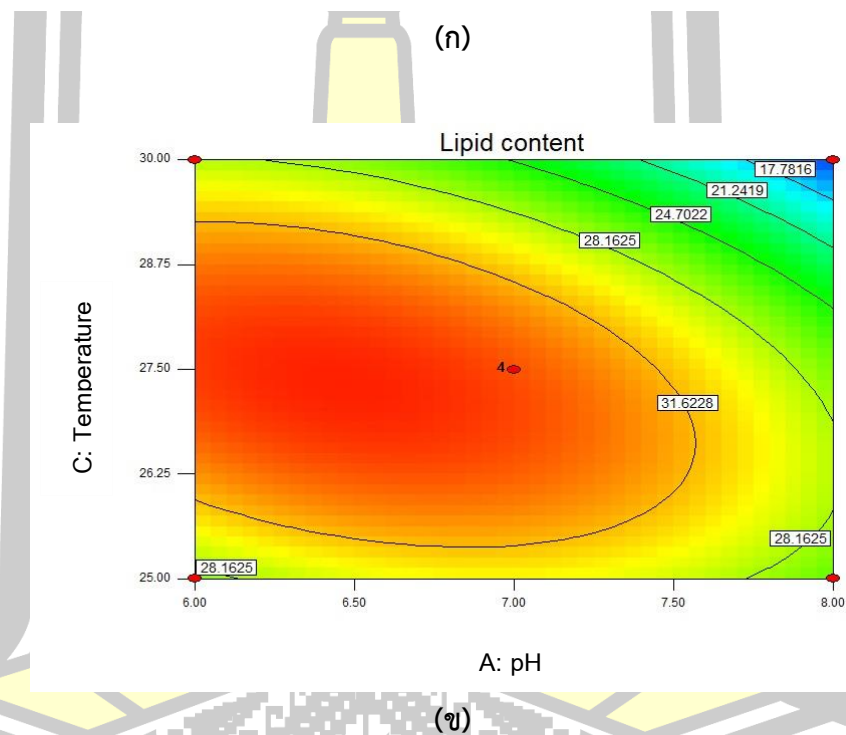 (ก)
Lipid content
30.00
17.7816
21.2419
24.7022
28.1625
28.75
C: Temperature
27.50
4
31.6228
26.25
28.1625
28.1625
25.00
6.00 6.50 7.00 7.50 8.00
A: pH
(ข)